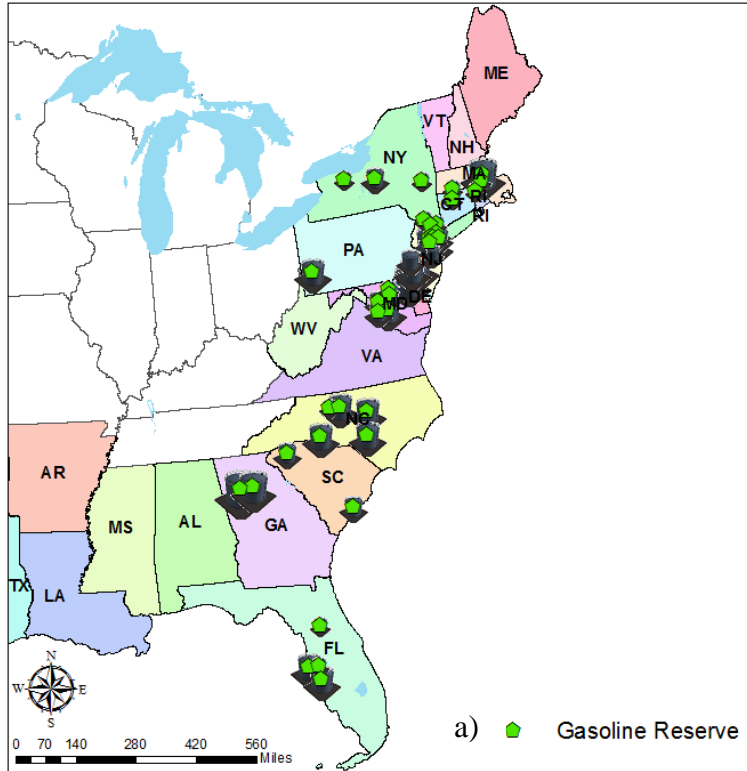 ME
VT
NH
NY
MA
RI
CT
RI
PA
NJ
DE
MD
WV
VA
NC
AR
SC
MS
AL
GA
TX
LA
FL
N
W E
S
0 70 140 280 420 560
Miles
a) Gasoline Reserve